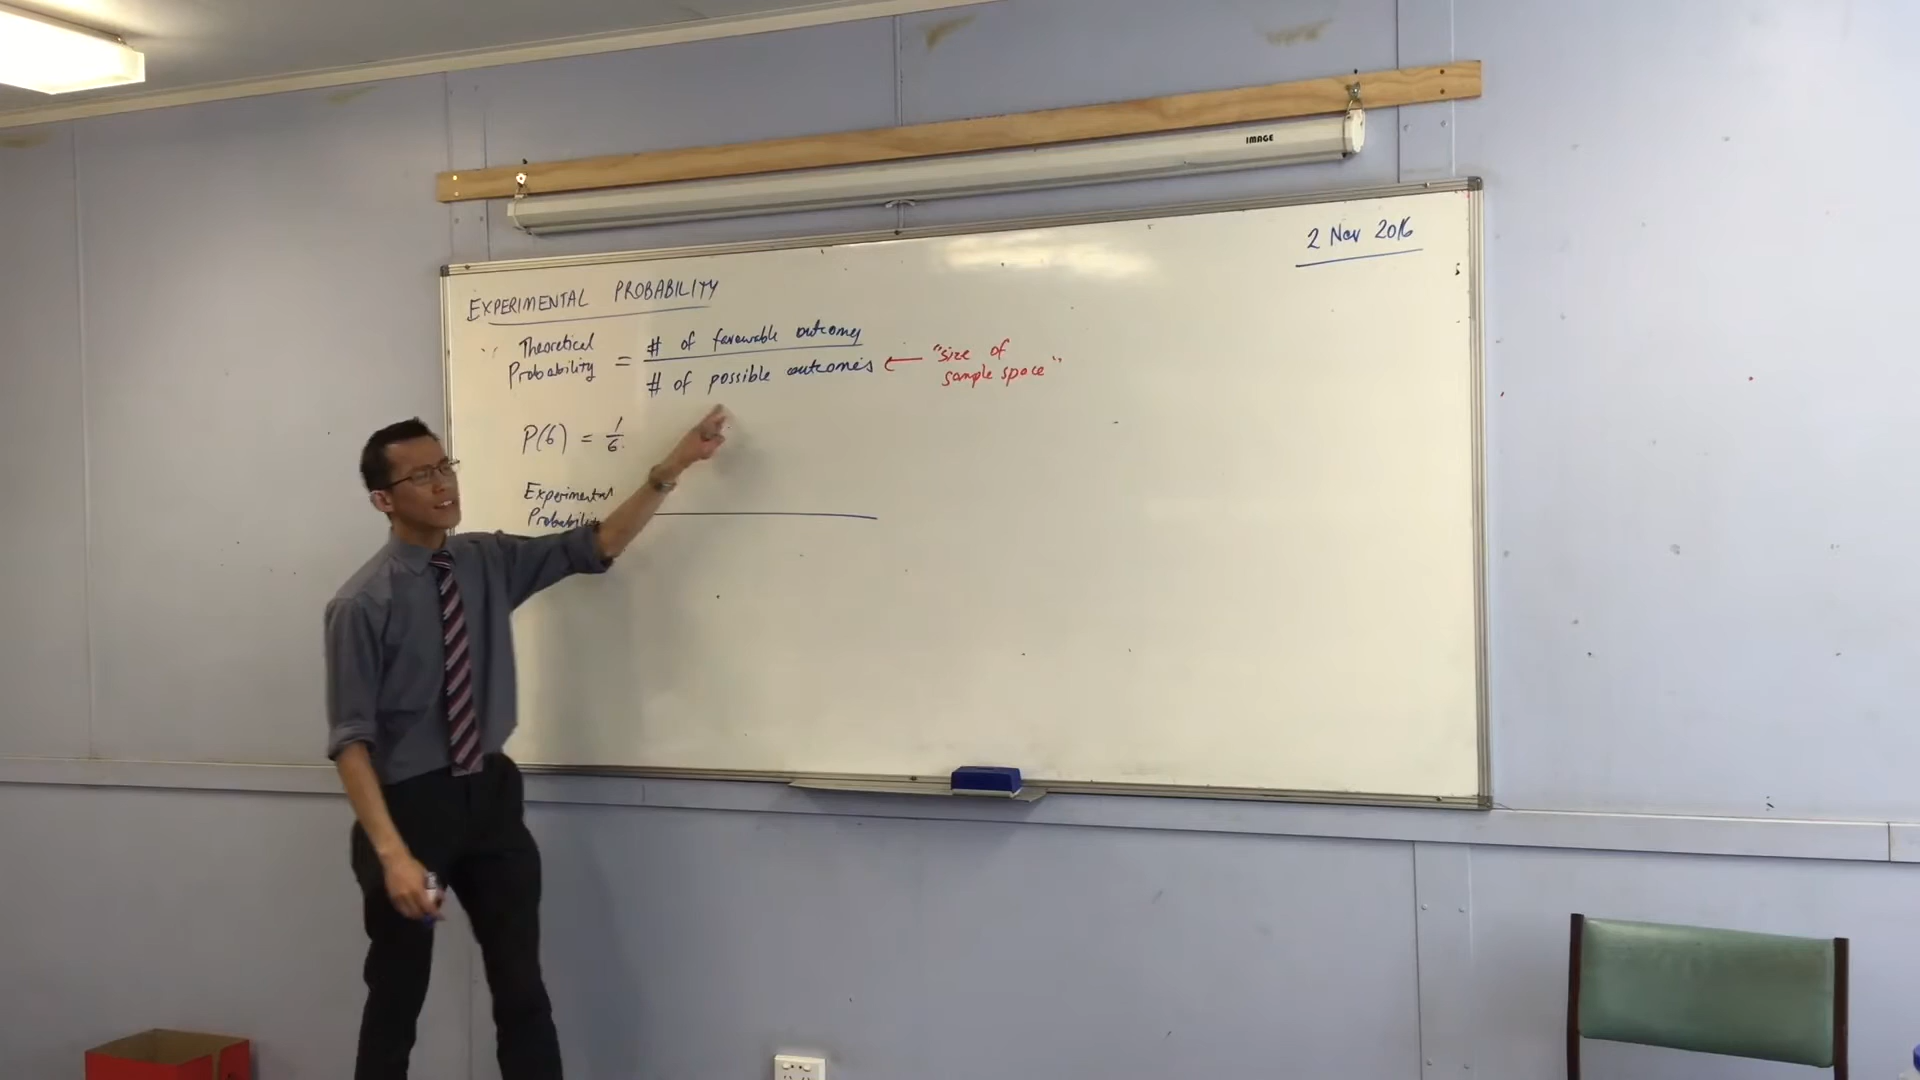 IMAGE
2 Nov 2016
EXPERIMENTAL PROBABILITY
Theoretical
Probability
=
# of favourable outcomes
# of possible outcomes
"size of
sample space"
P(6) = 1/6
Experimental
Probability